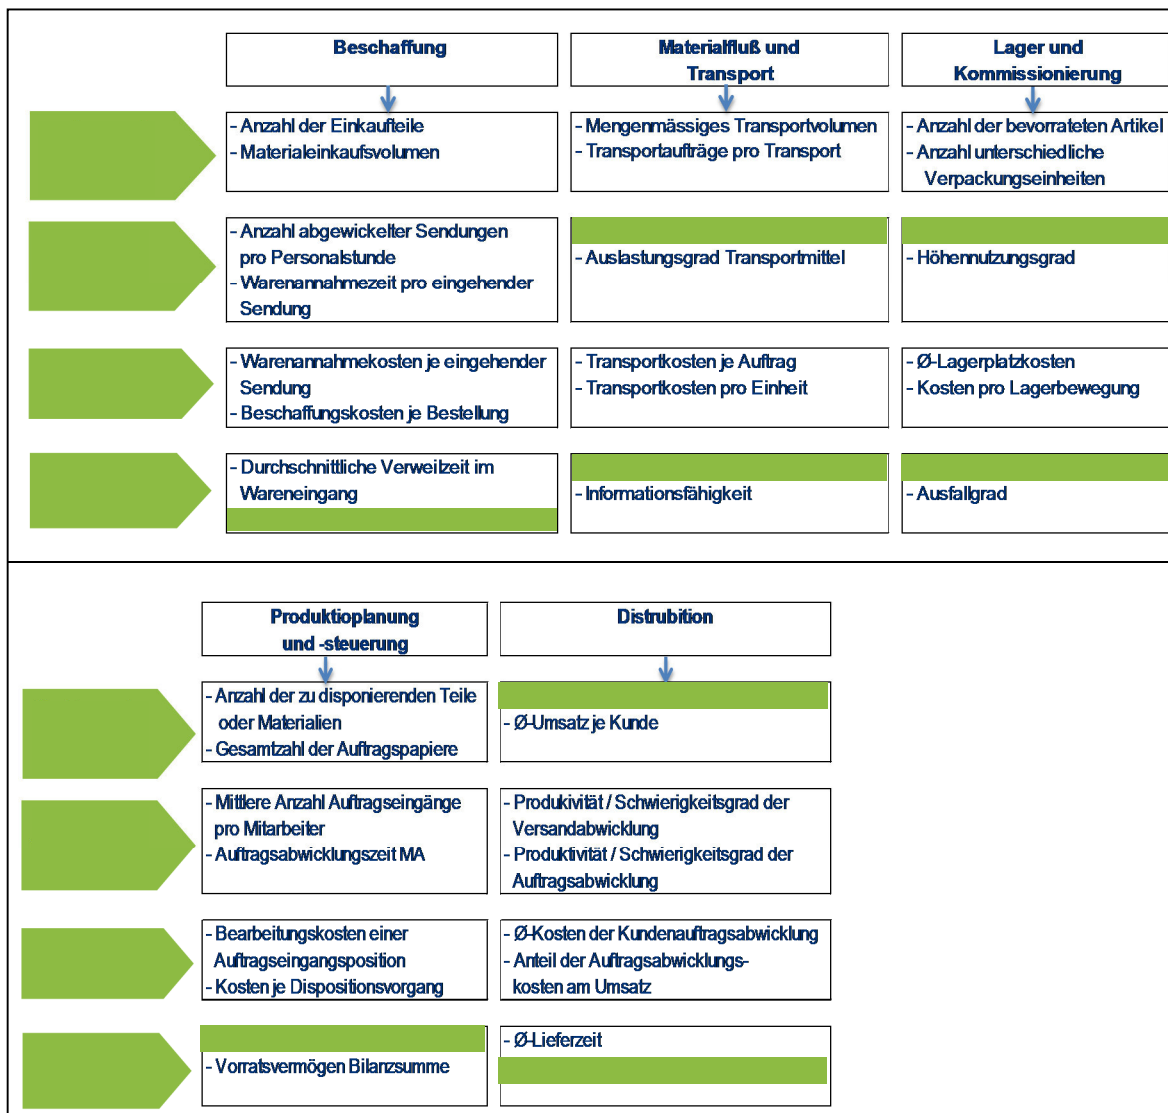 Beschaffung
Materialfluß und
Transport
Lager und
Kommissionierung
- Anzahl der Einkaufteile
- Materialeinkaufsvolumen
- Mengenmässiges Transportvolumen
- Transportaufträge pro Transport
- Anzahl der bevorrateten Artikel
- Anzahl unterschiedliche
Verpackungseinheiten
- Anzahl abgewickelter Sendungen
pro Personalstunde
- Warenannahmezeit pro eingehender
Sendung
- Auslastungsgrad Transportmittel
- Höhennutzungsgrad
- Warenannahmekosten je eingehender
Sendung
- Beschaffungskosten je Bestellung
- Transportkosten je Auftrag
- Transportkosten pro Einheit
- Ø-Lagerplatzkosten
- Kosten pro Lagerbewegung
- Durchschnittliche Verweilzeit im
Wareneingang
- Informationsfähigkeit
- Ausfallgrad
Produktioplanung
und -steuerung
Distrubition
- Anzahl der zu disponierenden Teile
oder Materialien
- Gesamtzahl der Auftragspapiere
- Ø-Umsatz je Kunde
- Mittlere Anzahl Auftragseingänge
pro Mitarbeiter
- Auftragsabwicklungszeit MA
- Produkivität / Schwierigkeitsgrad der
Versandabwicklung
- Produktivität / Schwierigkeitsgrad der
Auftragsabwicklung
- Bearbeitungskosten einer
Auftragseingangsposition
- Kosten je Dispositionsvorgang
- Ø-Kosten der Kundenauftragsabwicklung
- Anteil der Auftragsabwicklungs-
kosten am Umsatz
- Vorratsvermögen Bilanzsumme
- Ø-Lieferzeit